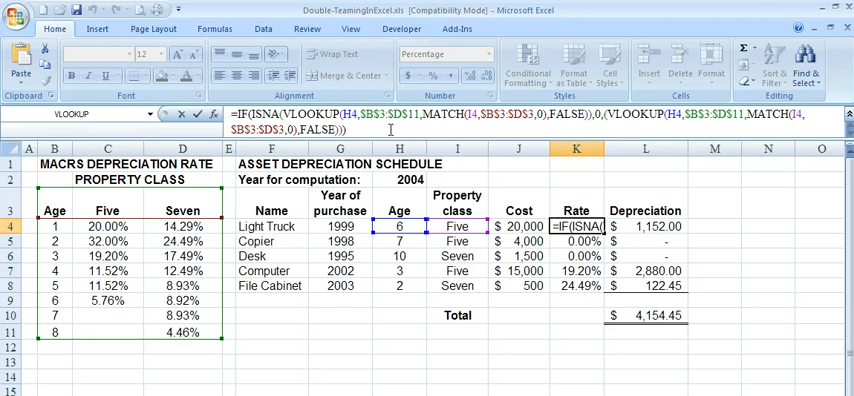 Double-TeamingInExcel.xls [Compatibility Mode] - Microsoft Excel
Home Insert Page Layout Formulas Data Review View Developer Add-Ins
Paste
12 A A
B I U A
Wrap Text
Merge & Center
Percentage
$ % ,
Conditional Formatting Format as Table Cell Styles
Insert Delete Format
Σ
Sort & Filter Find & Select
Clipboard Font Alignment Number Styles Cells Editing
VLOOKUP
=IF(ISNA(VLOOKUP(H4,$B$3:$D$11,MATCH(I4,$B$3:$D$3,0),FALSE)),0,(VLOOKUP(H4,$B$3:$D$11,MATCH(I4,
$B$3:$D$3,0),FALSE)))
A B C D E F G H I J K L M N O
1 MACRS DEPRECIATION RATE ASSET DEPRECIATION SCHEDULE
2 PROPERTY CLASS Year for computation: 2004
Year of Property
3 Age Five Seven Name purchase Age class Cost Rate Depreciation
4 1 20.00% 14.29% Light Truck 1999 6 Five $ 20,000 =IF(ISNA( $ 1,152.00
5 2 32.00% 24.49% Copier 1998 7 Five $ 4,000 0.00% $ -
6 3 19.20% 17.49% Desk 1995 10 Seven $ 1,500 0.00% $ -
7 4 11.52% 12.49% Computer 2002 3 Five $ 15,000 19.20% $ 2,880.00
8 5 11.52% 8.93% File Cabinet 2003 2 Seven $ 500 24.49% $ 122.45
9 6 5.76% 8.92%
10 7 8.93% Total $ 4,154.45
11 8 4.46%
12
13
14
15